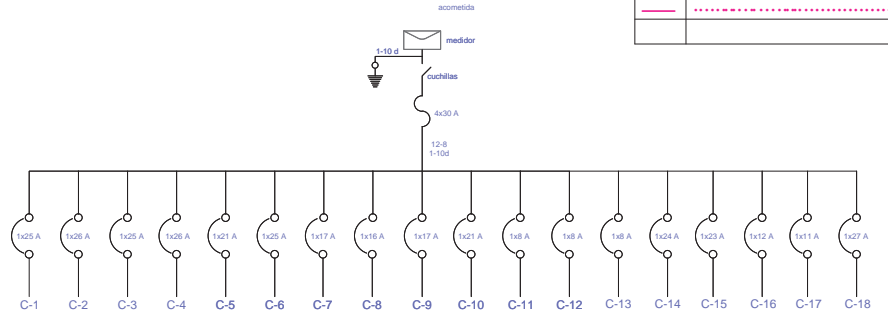 acometida
medidor
1-10 d
cuchillas
4x30 A
12-8
1-10d
1x25 A 1x26 A 1x25 A 1x26 A 1x21 A 1x25 A 1x17 A 1x16 A 1x17 A 1x21 A 1x8 A 1x8 A 1x8 A 1x24 A 1x23 A 1x12 A 1x11 A 1x27 A
C-1 C-2 C-3 C-4 C-5 C-6 C-7 C-8 C-9 C-10 C-11 C-12 C-13 C-14 C-15 C-16 C-17 C-18